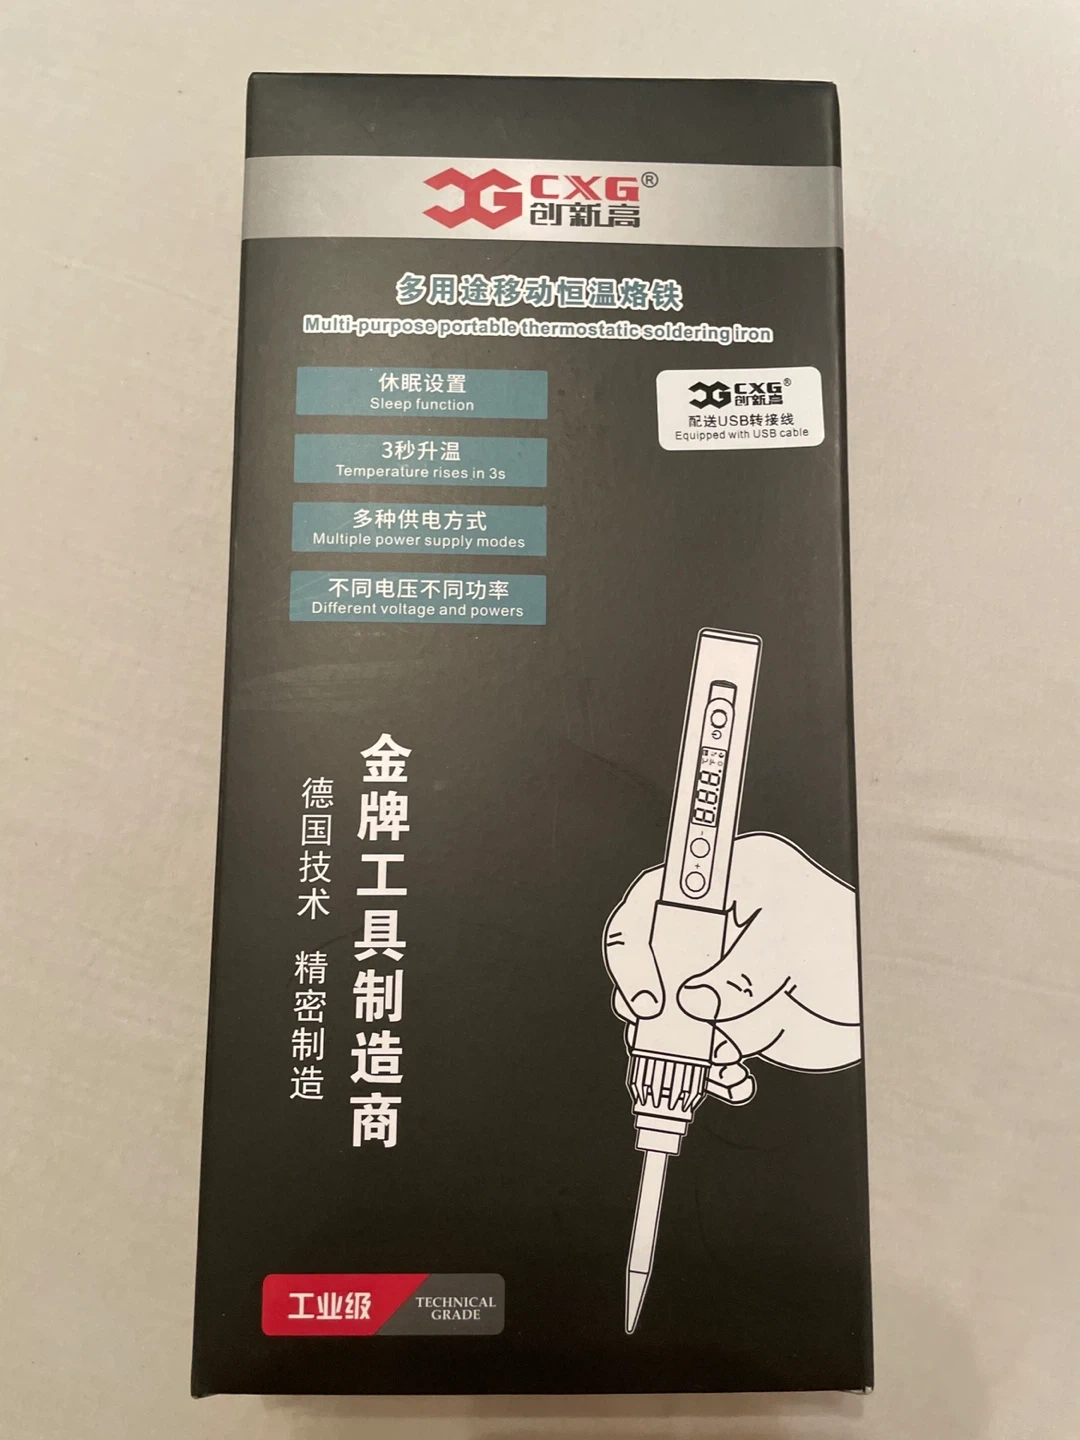 CXG®
创新高
多用途移动恒温烙铁
Multi-purpose portable thermostatic soldering iron
休眠设置
Sleep function
3秒升温
Temperature rises in 3s
多种供电方式
Multiple power supply modes
不同电压不同功率
Different voltage and powers
CXG®
创新高
配送USB转接线
Equipped with USB cable
8.8.8.
-
+
金牌工具制造商
德国技术 精密制造
工业级
TECHNICAL
GRADE